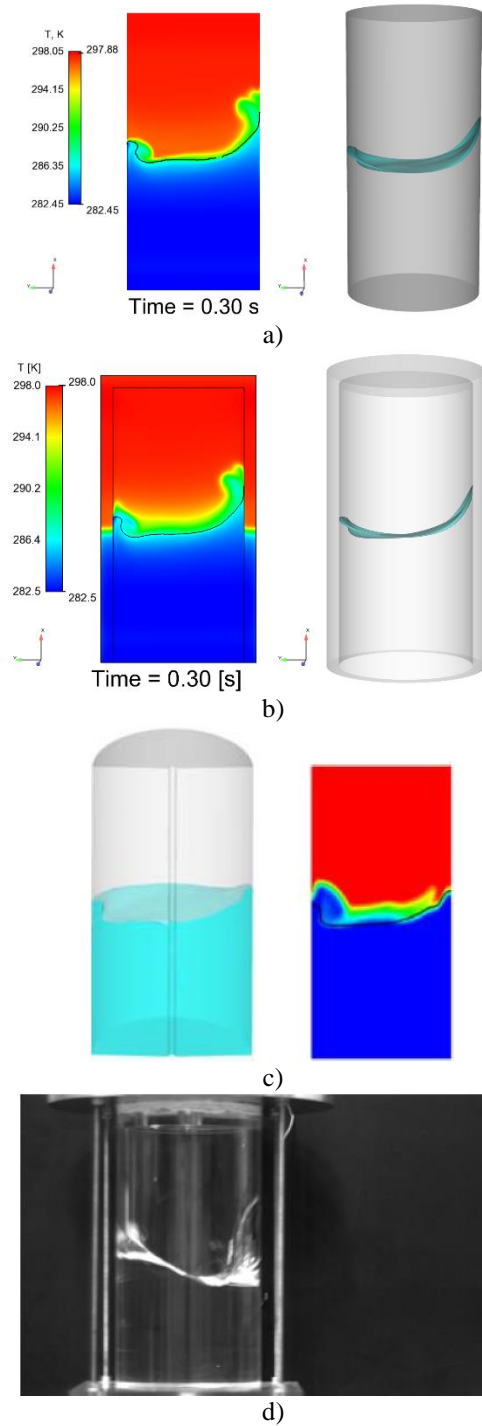 T, K
298.05 297.88
294.15
290.25
286.35
282.45 282.45
X
Y
X
Y
Time = 0.30 s
a)
T [K]
298.0 298.0
294.1
290.2
286.4
282.5 282.5
X
Y
X
Y
Time = 0.30 [s]
b)
c)
d)